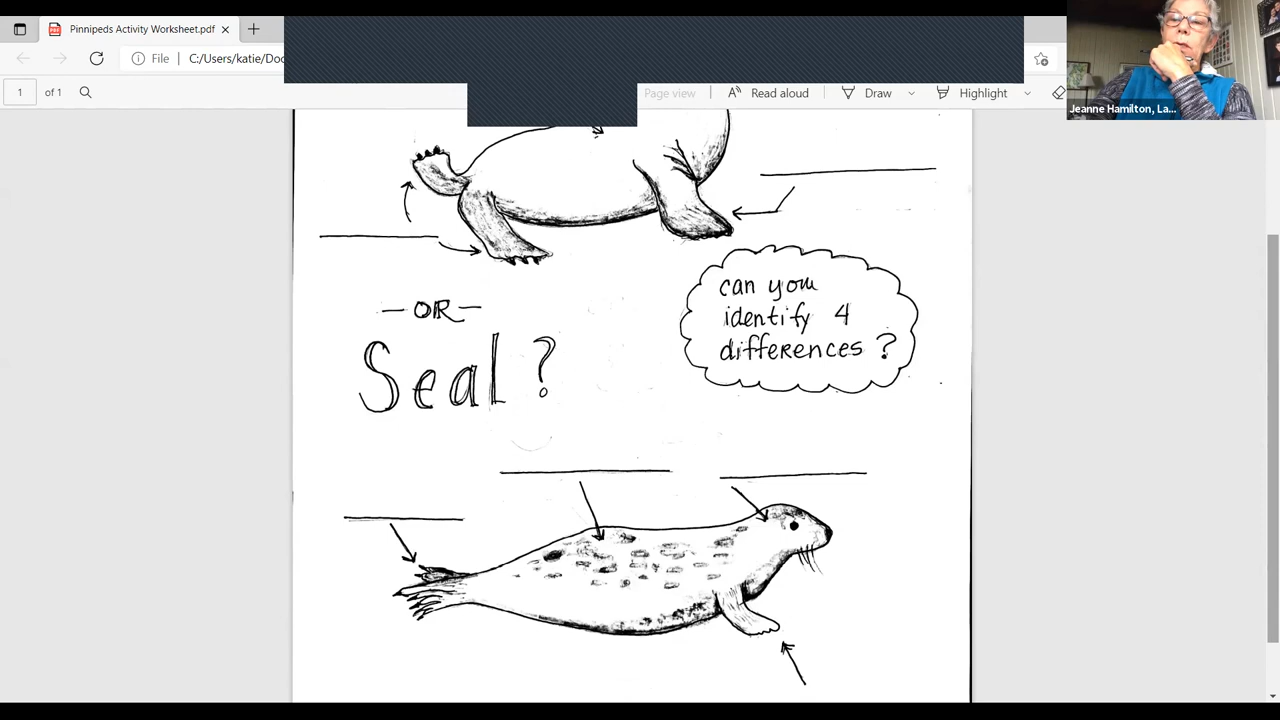 Pinnipeds Activity Worksheet.pdf
File
C:/Users/katie/Doc
1 of 1
Page view
Read aloud
Draw
Highlight
Jeanne Hamilton, La...
can you
identify 4
differences?
-OR-
Seal?